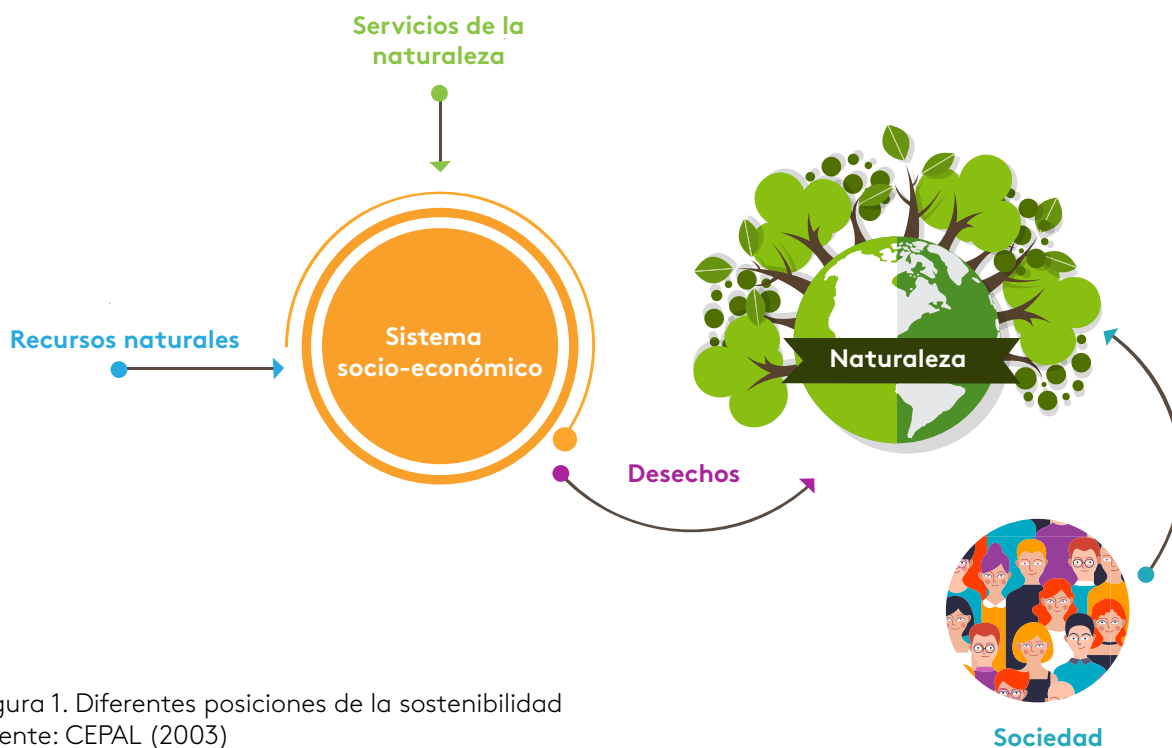 Servicios de la
naturaleza
Recursos naturales
Sistema
socio-económico
Naturaleza
Desechos
Sociedad
gura 1. Diferentes posiciones de la sostenibilidad
ente: CEPAL (2003)